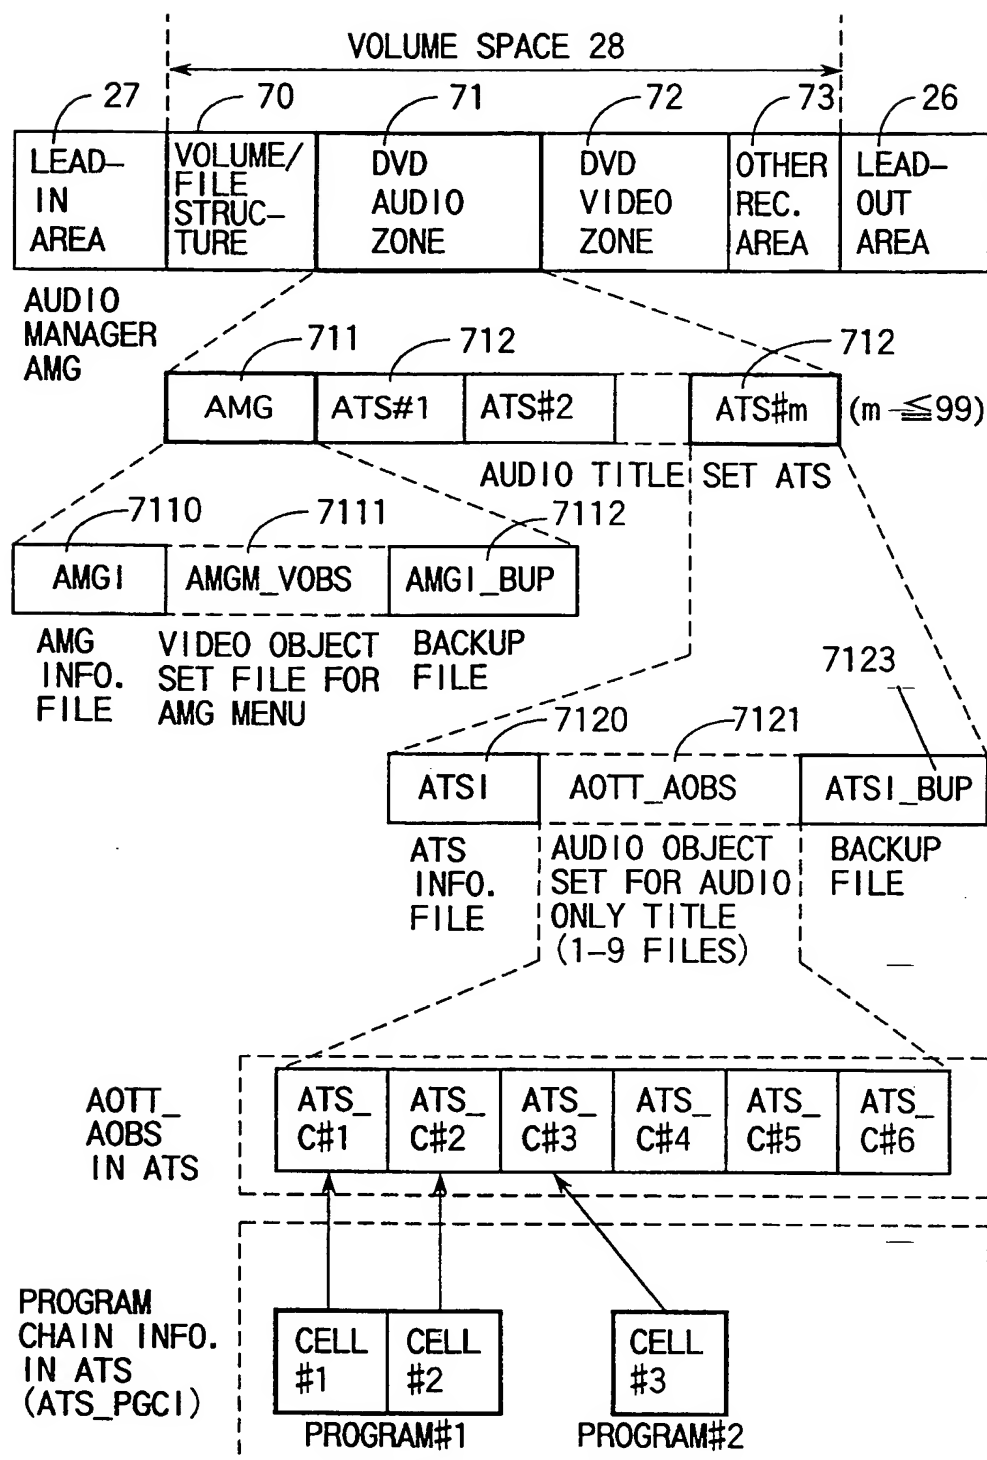 VOLUME SPACE 28
27
70
71
72
73
26
LEAD-
IN
AREA
VOLUME/
FILE
STRUC-
TURE
DVD
AUDIO
ZONE
DVD
VIDEO
ZONE
OTHER
REC.
AREA
LEAD-
OUT
AREA
AUDIO
MANAGER
AMG
711
712
712
AMG
ATS#1
ATS#2
ATS#m
(m ≦99)
AUDIO TITLE SET ATS
7110
7111
7112
AMGI
AMGM_VOBS
AMGI_BUP
AMG
INFO.
FILE
VIDEO OBJECT
SET FILE FOR
AMG MENU
BACKUP
FILE
7123
7120
7121
ATSI
AOTT_AOBS
ATSI_BUP
ATS
INFO.
FILE
AUDIO OBJECT
SET FOR AUDIO
ONLY TITLE
(1-9 FILES)
BACKUP
FILE
AOTT_
AOBS
IN ATS
ATS_
C#1
ATS_
C#2
ATS_
C#3
ATS_
C#4
ATS_
C#5
ATS_
C#6
PROGRAM
CHAIN INFO.
IN ATS
(ATS_PGCI)
CELL
#1
CELL
#2
CELL
#3
PROGRAM#1
PROGRAM#2